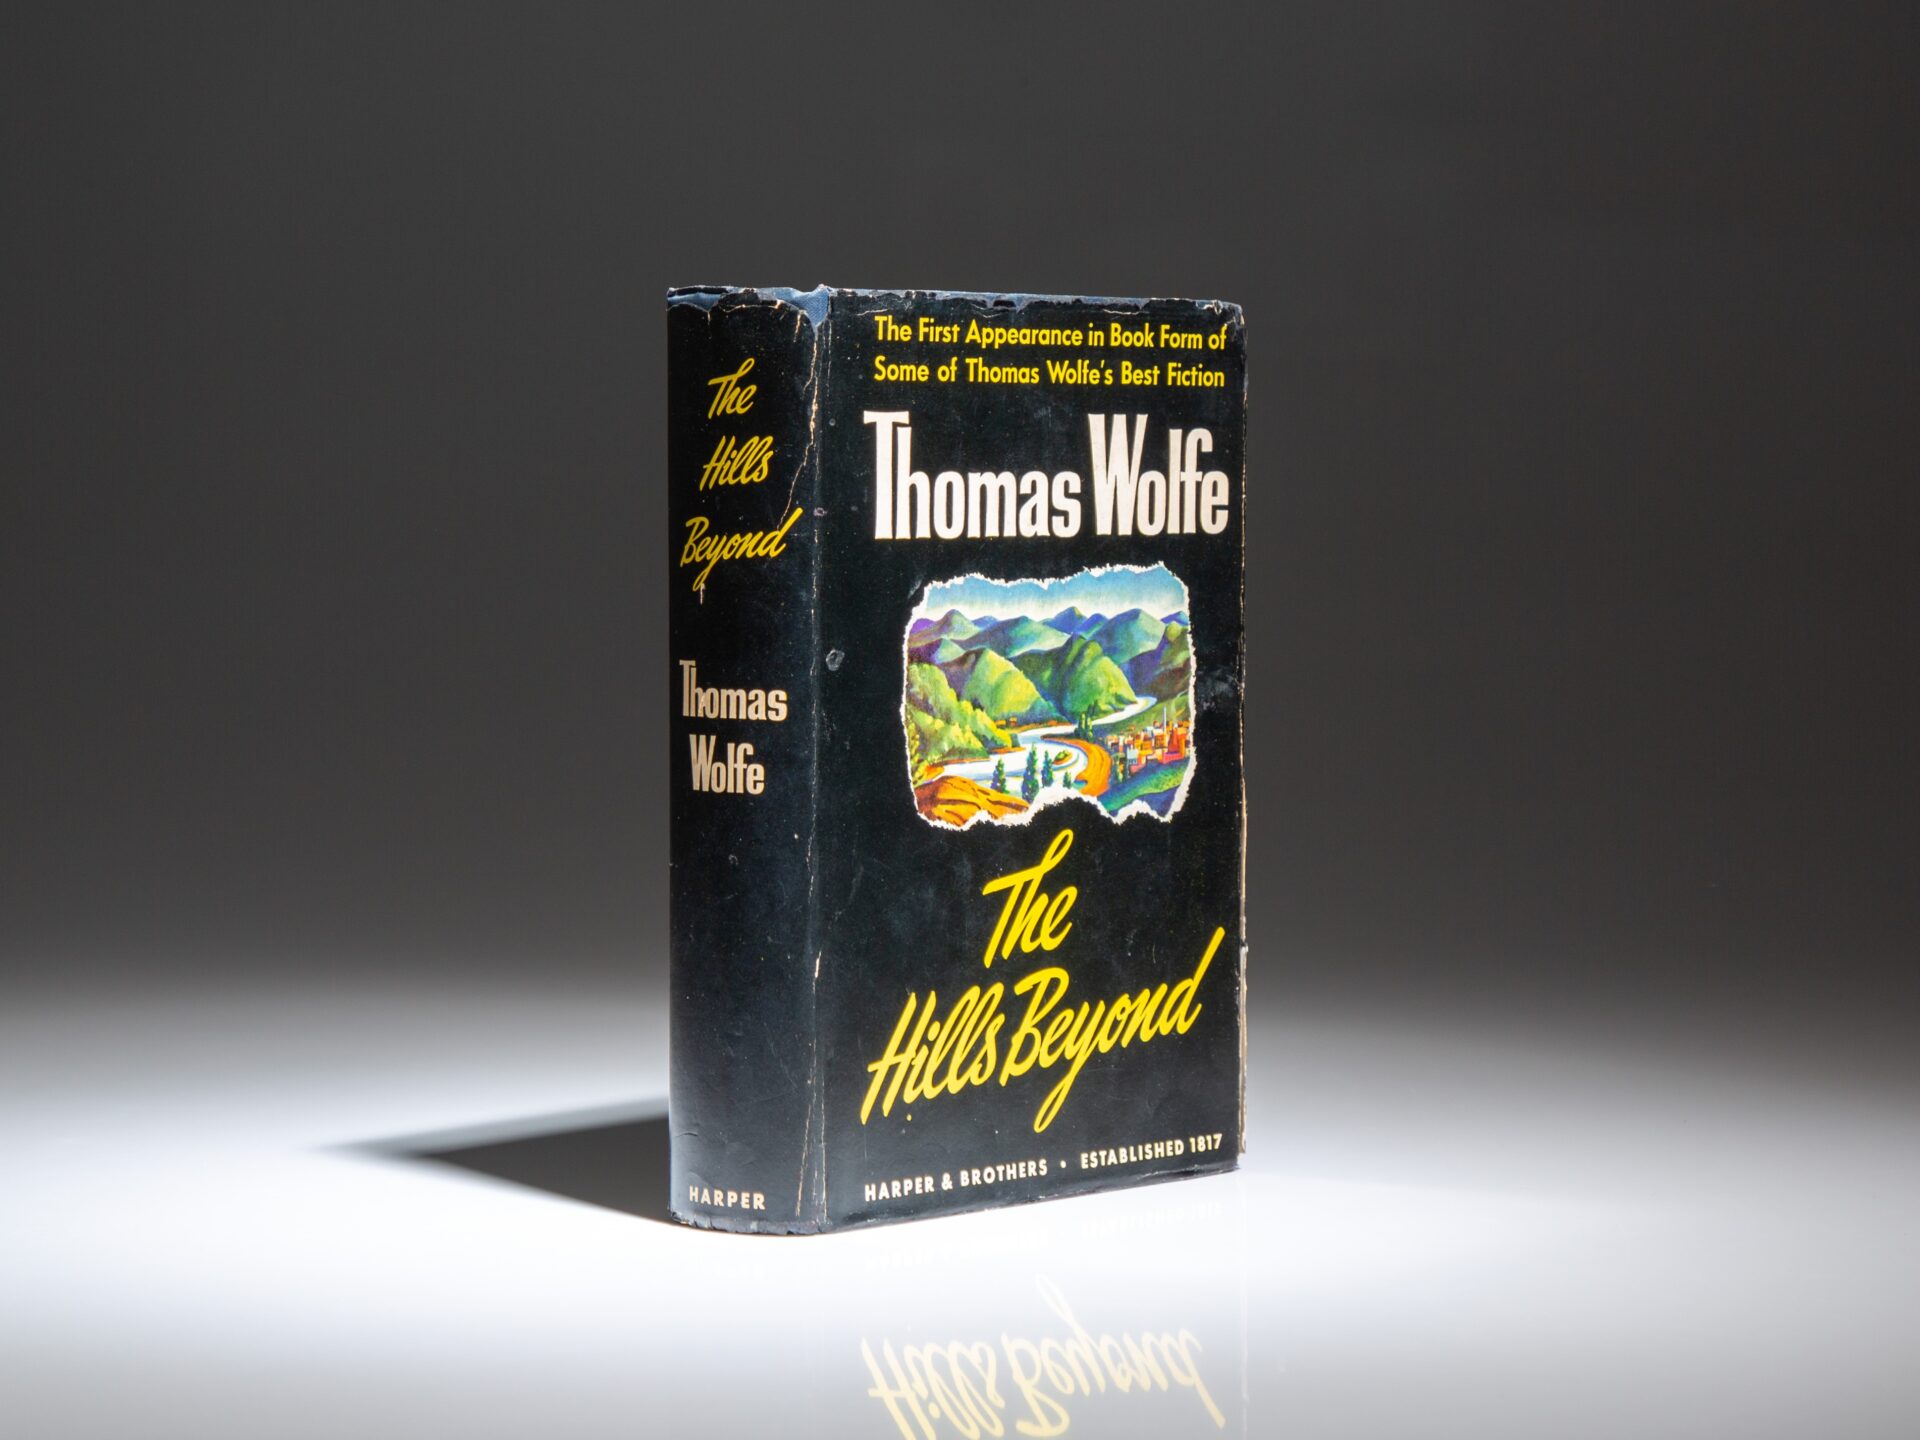 The
Hills
Beyond
Thomas
Wolfe
HARPER
The First Appearance in Book Form of
Some of Thomas Wolfe's Best Fiction
Thomas Wolfe
The
Hills Beyond
HARPER & BROTHERS • ESTABLISHED 1817